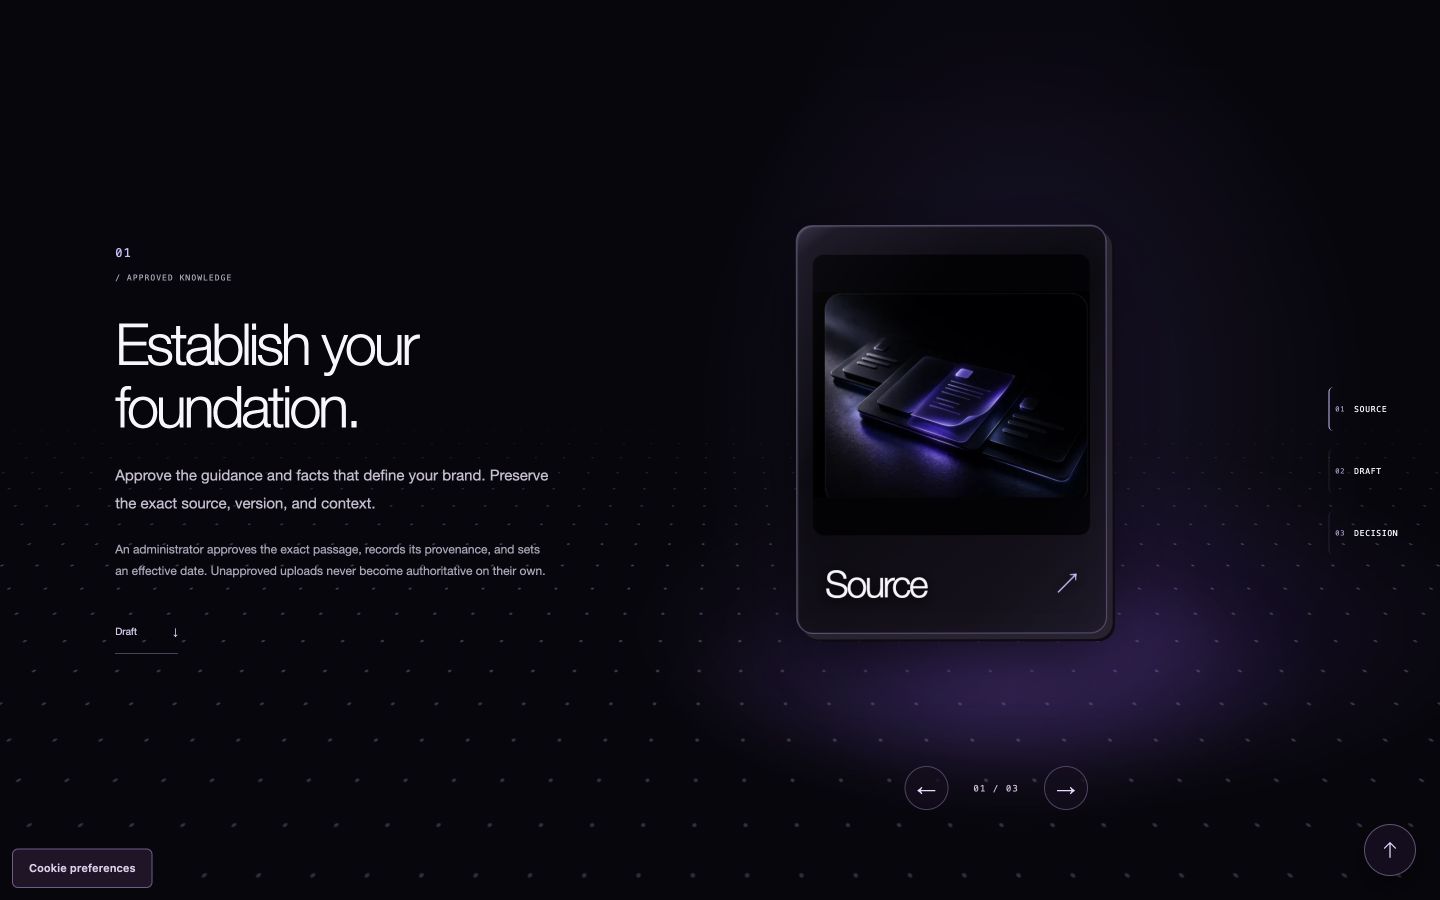 01
/ APPROVED KNOWLEDGE
Establish your
foundation.
Approve the guidance and facts that define your brand. Preserve
the exact source, version, and context.
An administrator approves the exact passage, records its provenance, and sets
an effective date. Unapproved uploads never become authoritative on their own.
Draft ↓
Source
01 SOURCE
02 DRAFT
03 DECISION
← 01 / 03 →
Cookie preferences